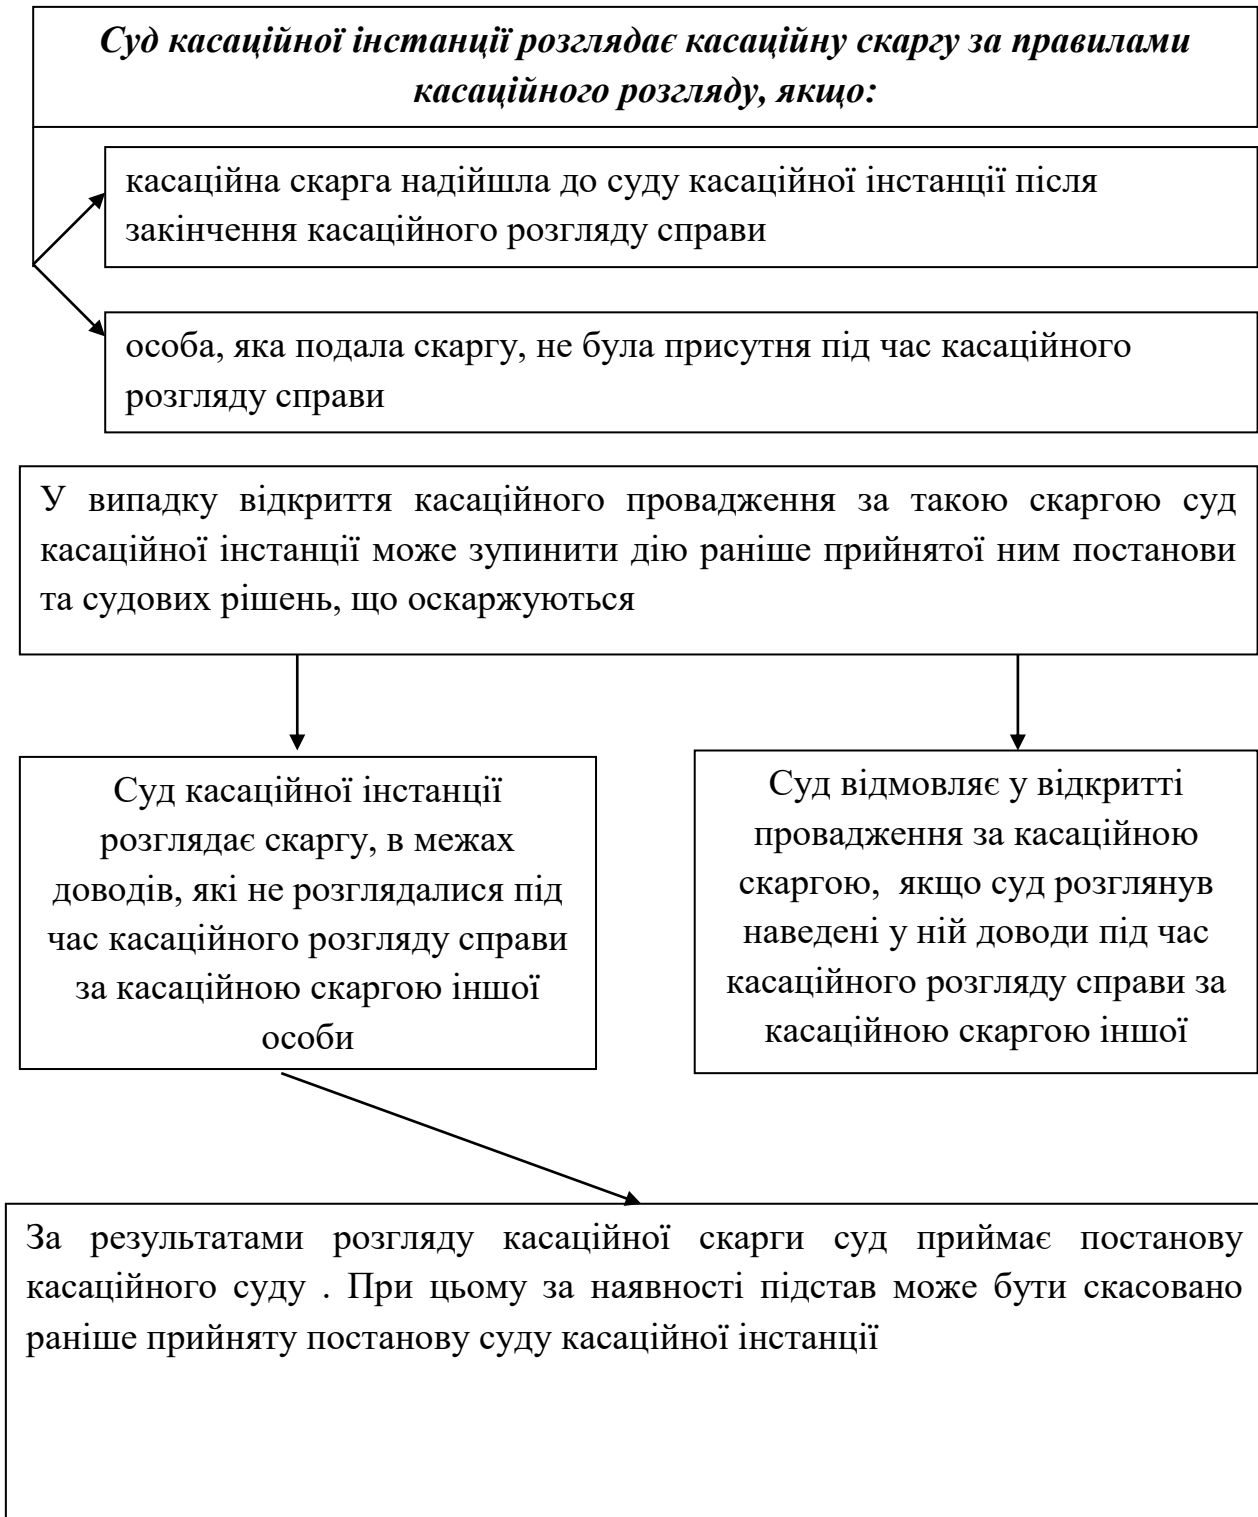 Суд касаційної інстанції розглядає касаційну скаргу за правилами
касаційного розгляду, якщо:
касаційна скарга надійшла до суду касаційної інстанції після
закінчення касаційного розгляду справи
особа, яка подала скаргу, не була присутня під час касаційного
розгляду справи
У випадку відкриття касаційного провадження за такою скаргою суд
касаційної інстанції може зупинити дію раніше прийнятої ним постанови
та судових рішень, що оскаржуються
Суд касаційної інстанції
розглядає скаргу, в межах
доводів, які не розглядалися під
час касаційного розгляду справи
за касаційною скаргою іншої
особи
Суд відмовляє у відкритті
провадження за касаційною
скаргою, якщо суд розглянув
наведені у ній доводи під час
касаційного розгляду справи за
касаційною скаргою іншої
За результатами розгляду касаційної скарги суд приймає постанову
касаційного суду . При цьому за наявності підстав може бути скасовано
раніше прийняту постанову суду касаційної інстанції